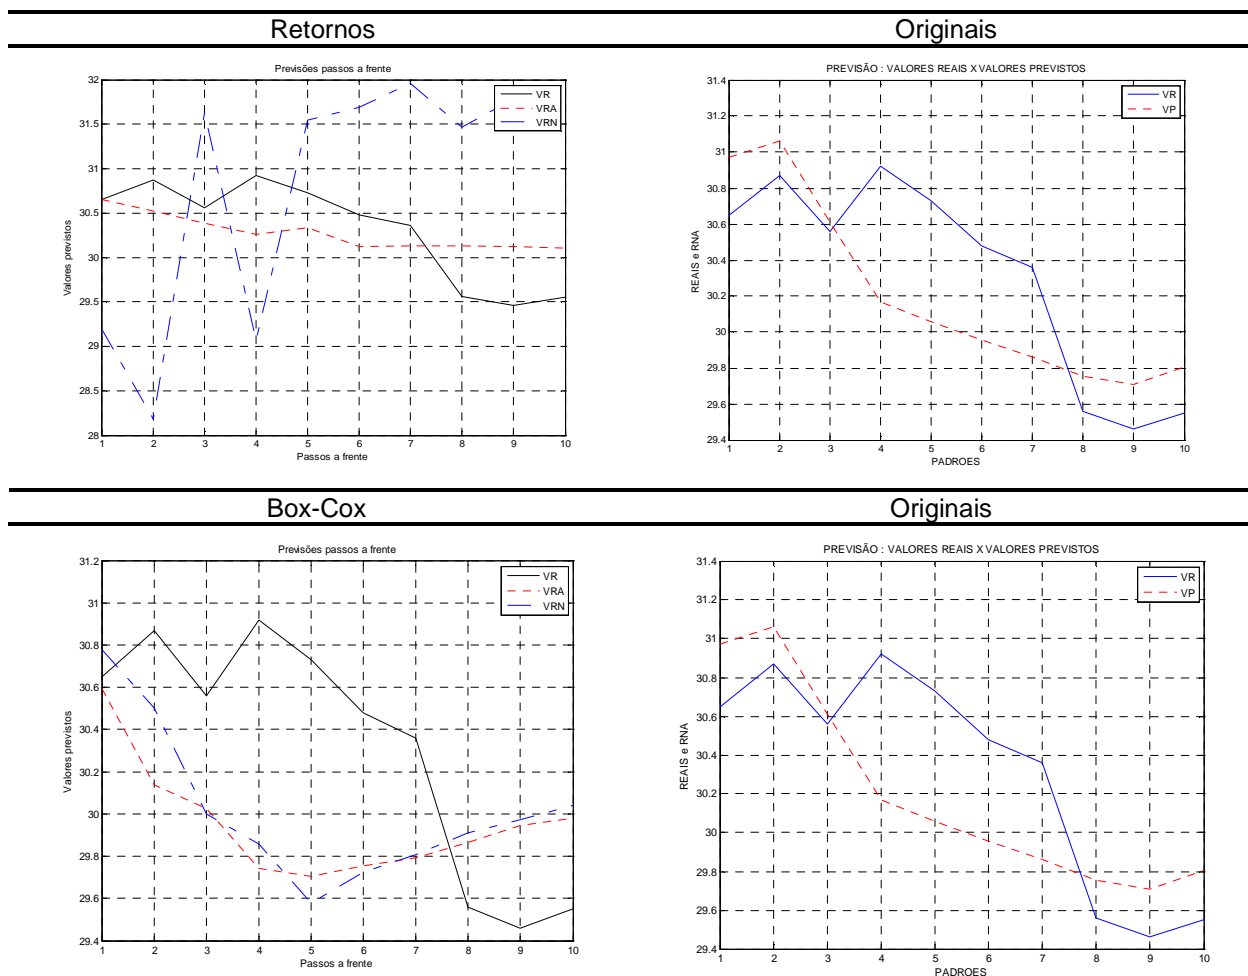 Retornos
Originais
Previsões passos a frente
32
31.5
31
30.5
30
29.5
29
28.5
28
Valores previstos
1 2 3 4 5 6 7 8 9 10
Passos a frente
VR
VRA
VRN
PREVISÃO : VALORES REAIS X VALORES PREVISTOS
31.4
31.2
31
30.8
30.6
30.4
30.2
30
29.8
29.6
29.4
REAIS e RNA
1 2 3 4 5 6 7 8 9 10
PADROES
VR
VP
Box-Cox
Originais
Previsões passos a frente
31.2
31
30.8
30.6
30.4
30.2
30
29.8
29.6
29.4
Valores previstos
1 2 3 4 5 6 7 8 9 10
Passos a frente
VR
VRA
VRN
PREVISÃO : VALORES REAIS X VALORES PREVISTOS
31.4
31.2
31
30.8
30.6
30.4
30.2
30
29.8
29.6
29.4
REAIS e RNA
1 2 3 4 5 6 7 8 9 10
PADROES
VR
VP